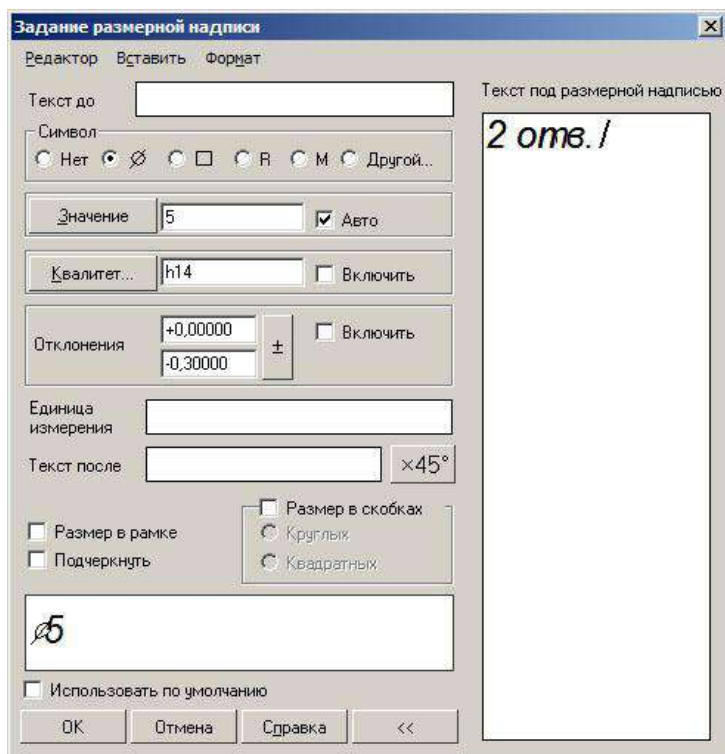 Задание размерной надписи
Редактор Вставить Формат
Текст до
Символ
Нет ∅ □ R M Другой...
Значение 5 Авто
Квалитет... h14 Включить
Отклонения +0,00000 ± Включить
-0,30000
Единица
измерения
Текст после ×45°
Размер в скобках
Размер в рамке Круглых
Подчеркнуть Квадратных
∅5
Использовать по умолчанию
OK Отмена Справка <<
Текст под размерной надписью
2 отв.